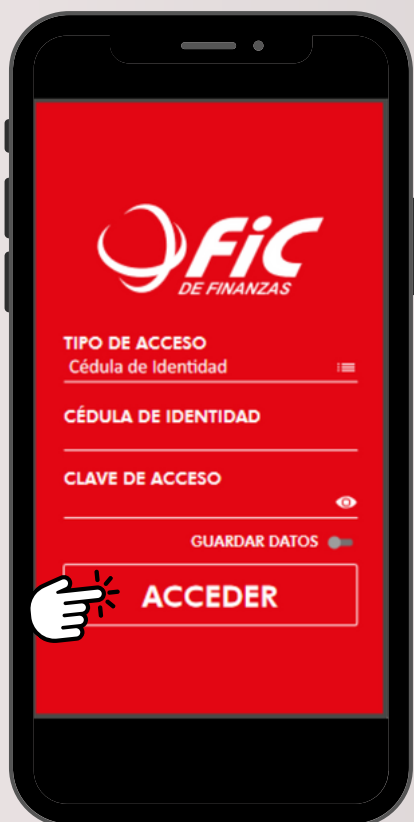 FiC
DE FINANZAS
TIPO DE ACCESO
Cédula de Identidad
CÉDULA DE IDENTIDAD
CLAVE DE ACCESO
GUARDAR DATOS
ACCEDER